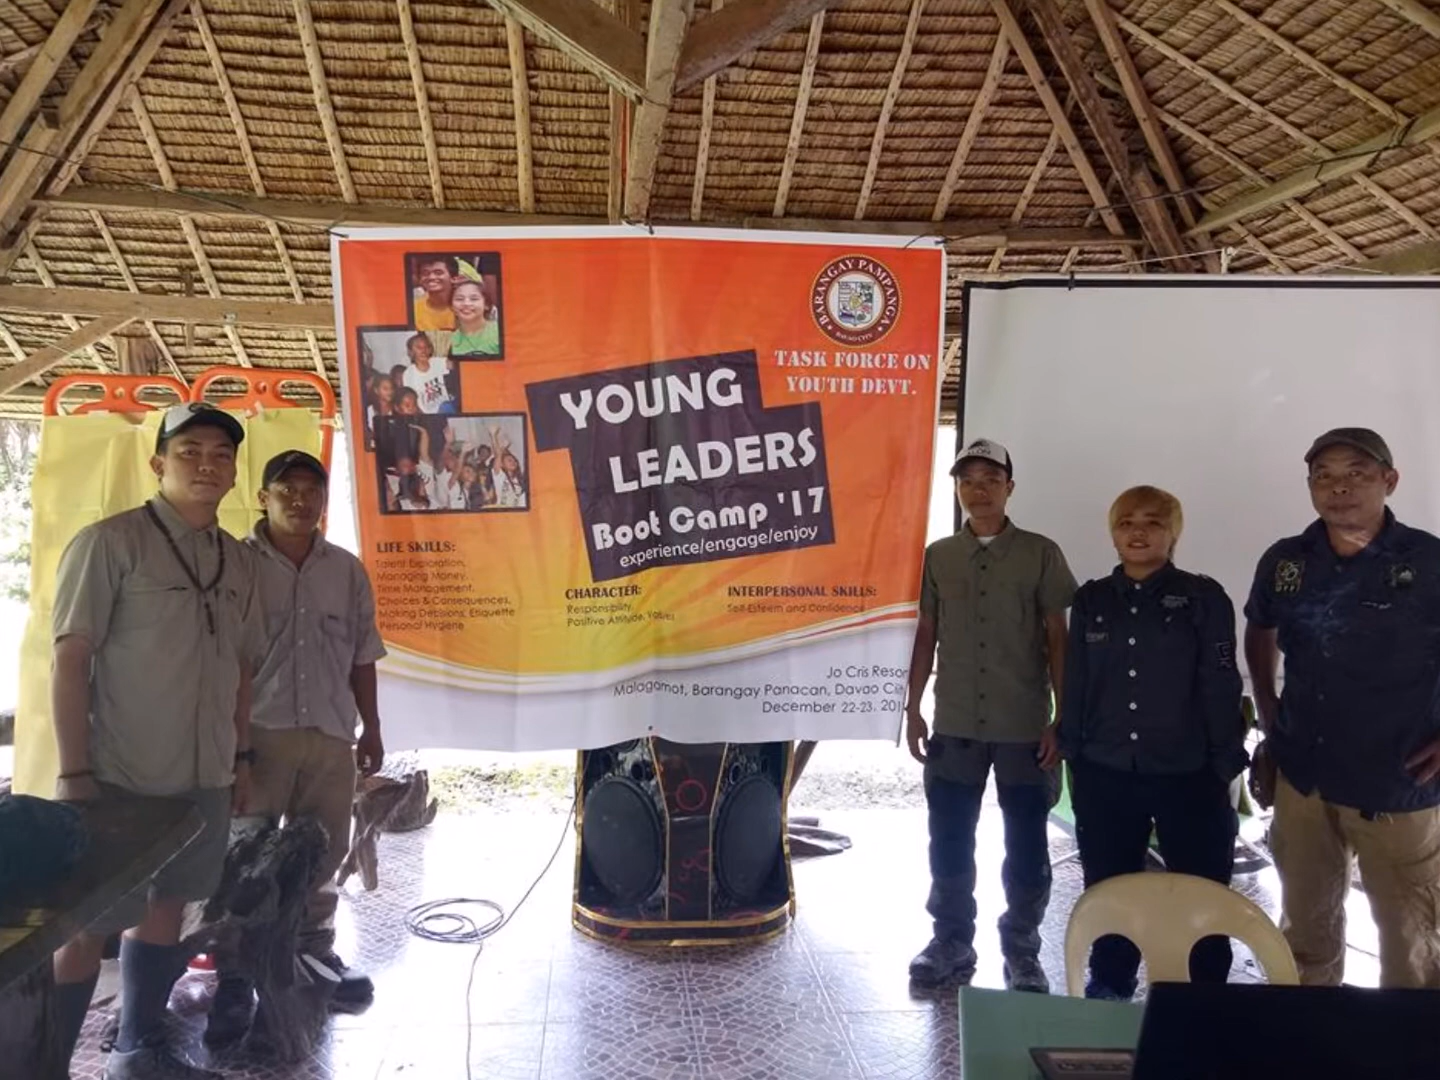 BARANGAY PAMPANGA
DAVAO CITY
TASK FORCE ON
YOUTH DEVT.
YOUNG
LEADERS
Boot Camp '17
experience/engage/enjoy
LIFE SKILLS:
Talent Exploration,
Managing Money,
Time Management,
Choices & Consequences,
Making Decisions, Etiquette
Personal Hygiene
CHARACTER:
Responsibility,
Positive Attitude, Values
INTERPERSONAL SKILLS:
Self-Esteem and Confidence
Jo Cris Resor
Malagamot, Barangay Panacan, Davao Cit
December 22-23, 201